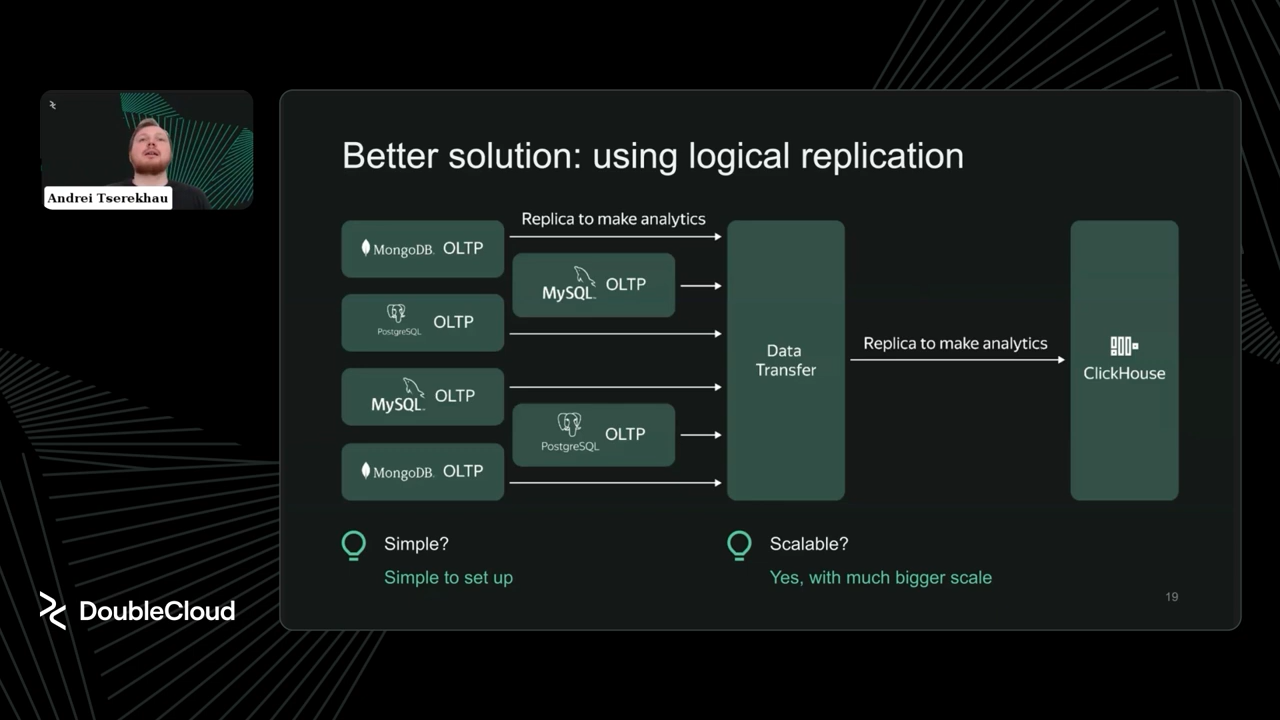 Andrei Tserekhau
Better solution: using logical replication
Replica to make analytics
MongoDB. OLTP
MySQL OLTP
PostgreSQL OLTP
MySQL OLTP
PostgreSQL OLTP
MongoDB. OLTP
Data
Transfer
Replica to make analytics
ClickHouse
Simple?
Simple to set up
Scalable?
Yes, with much bigger scale
19
DoubleCloud